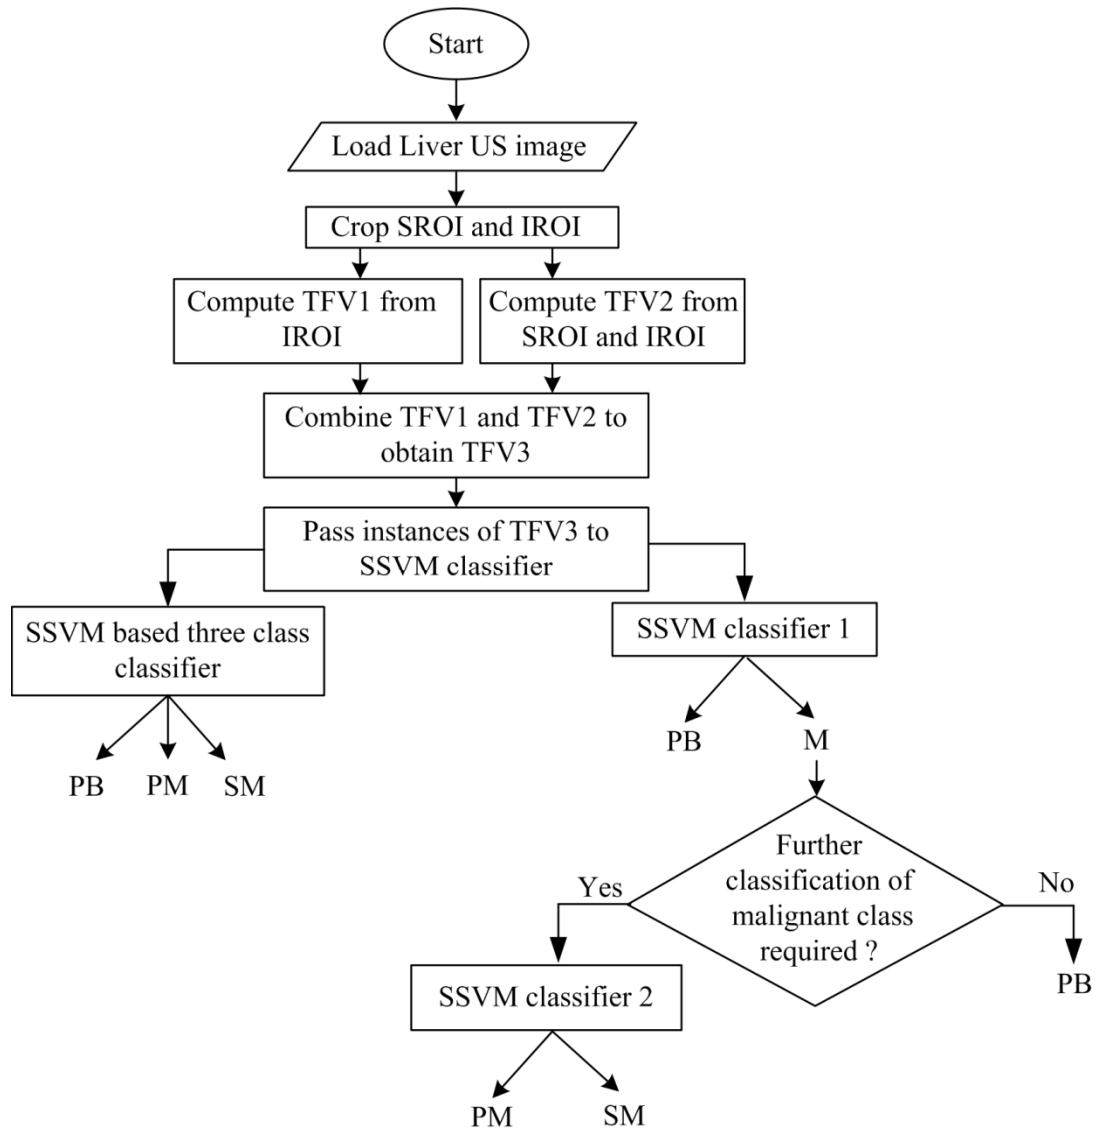 Start
Load Liver US image
Crop SROI and IROI
Compute TFV1 from
IROI
Compute TFV2 from
SROI and IROI
Combine TFV1 and TFV2 to
obtain TFV3
Pass instances of TFV3 to
SSVM classifier
SSVM based three class
classifier
PB
PM
SM
SSVM classifier 1
PB
M
Further
classification of
malignant class
required ?
Yes
No
SSVM classifier 2
PB
PM
SM